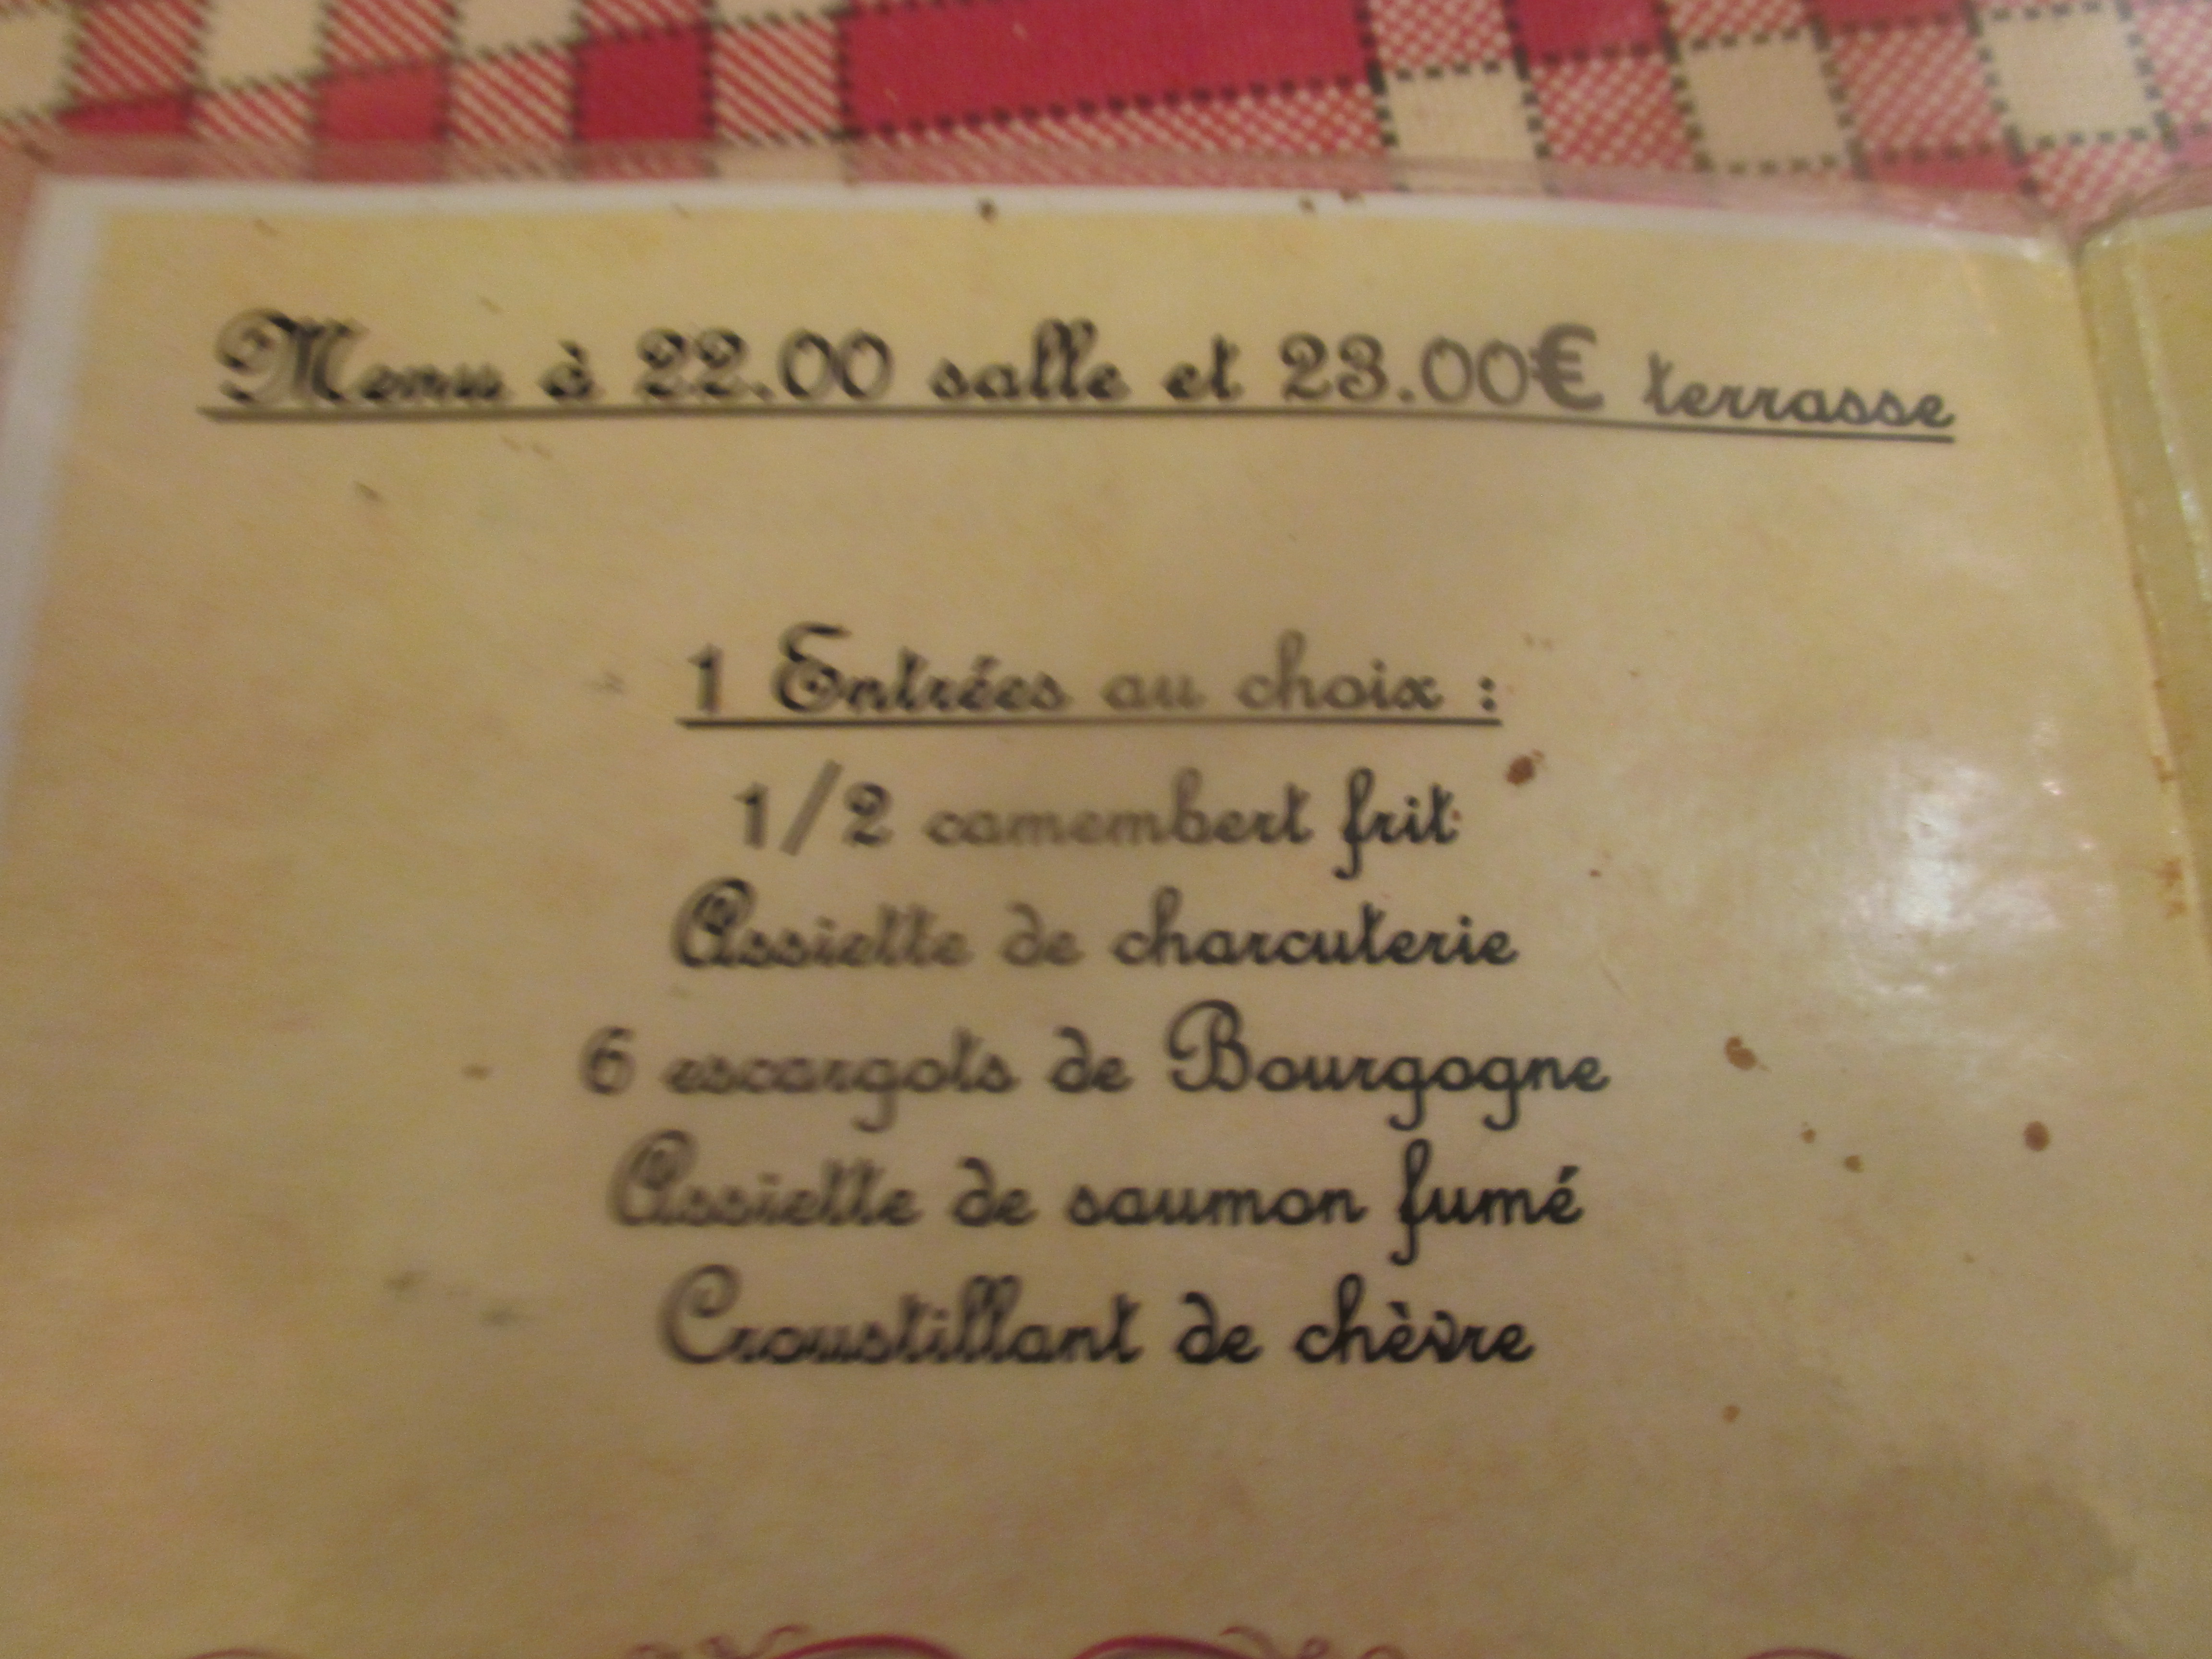 Menu à 22.00 salle et 23.00€ terrasse
1 Entrées au choix :
1/2 camembert frit
Assiette de charcuterie
6 escargots de Bourgogne
Assiette de saumon fumé
Croustillant de chèvre